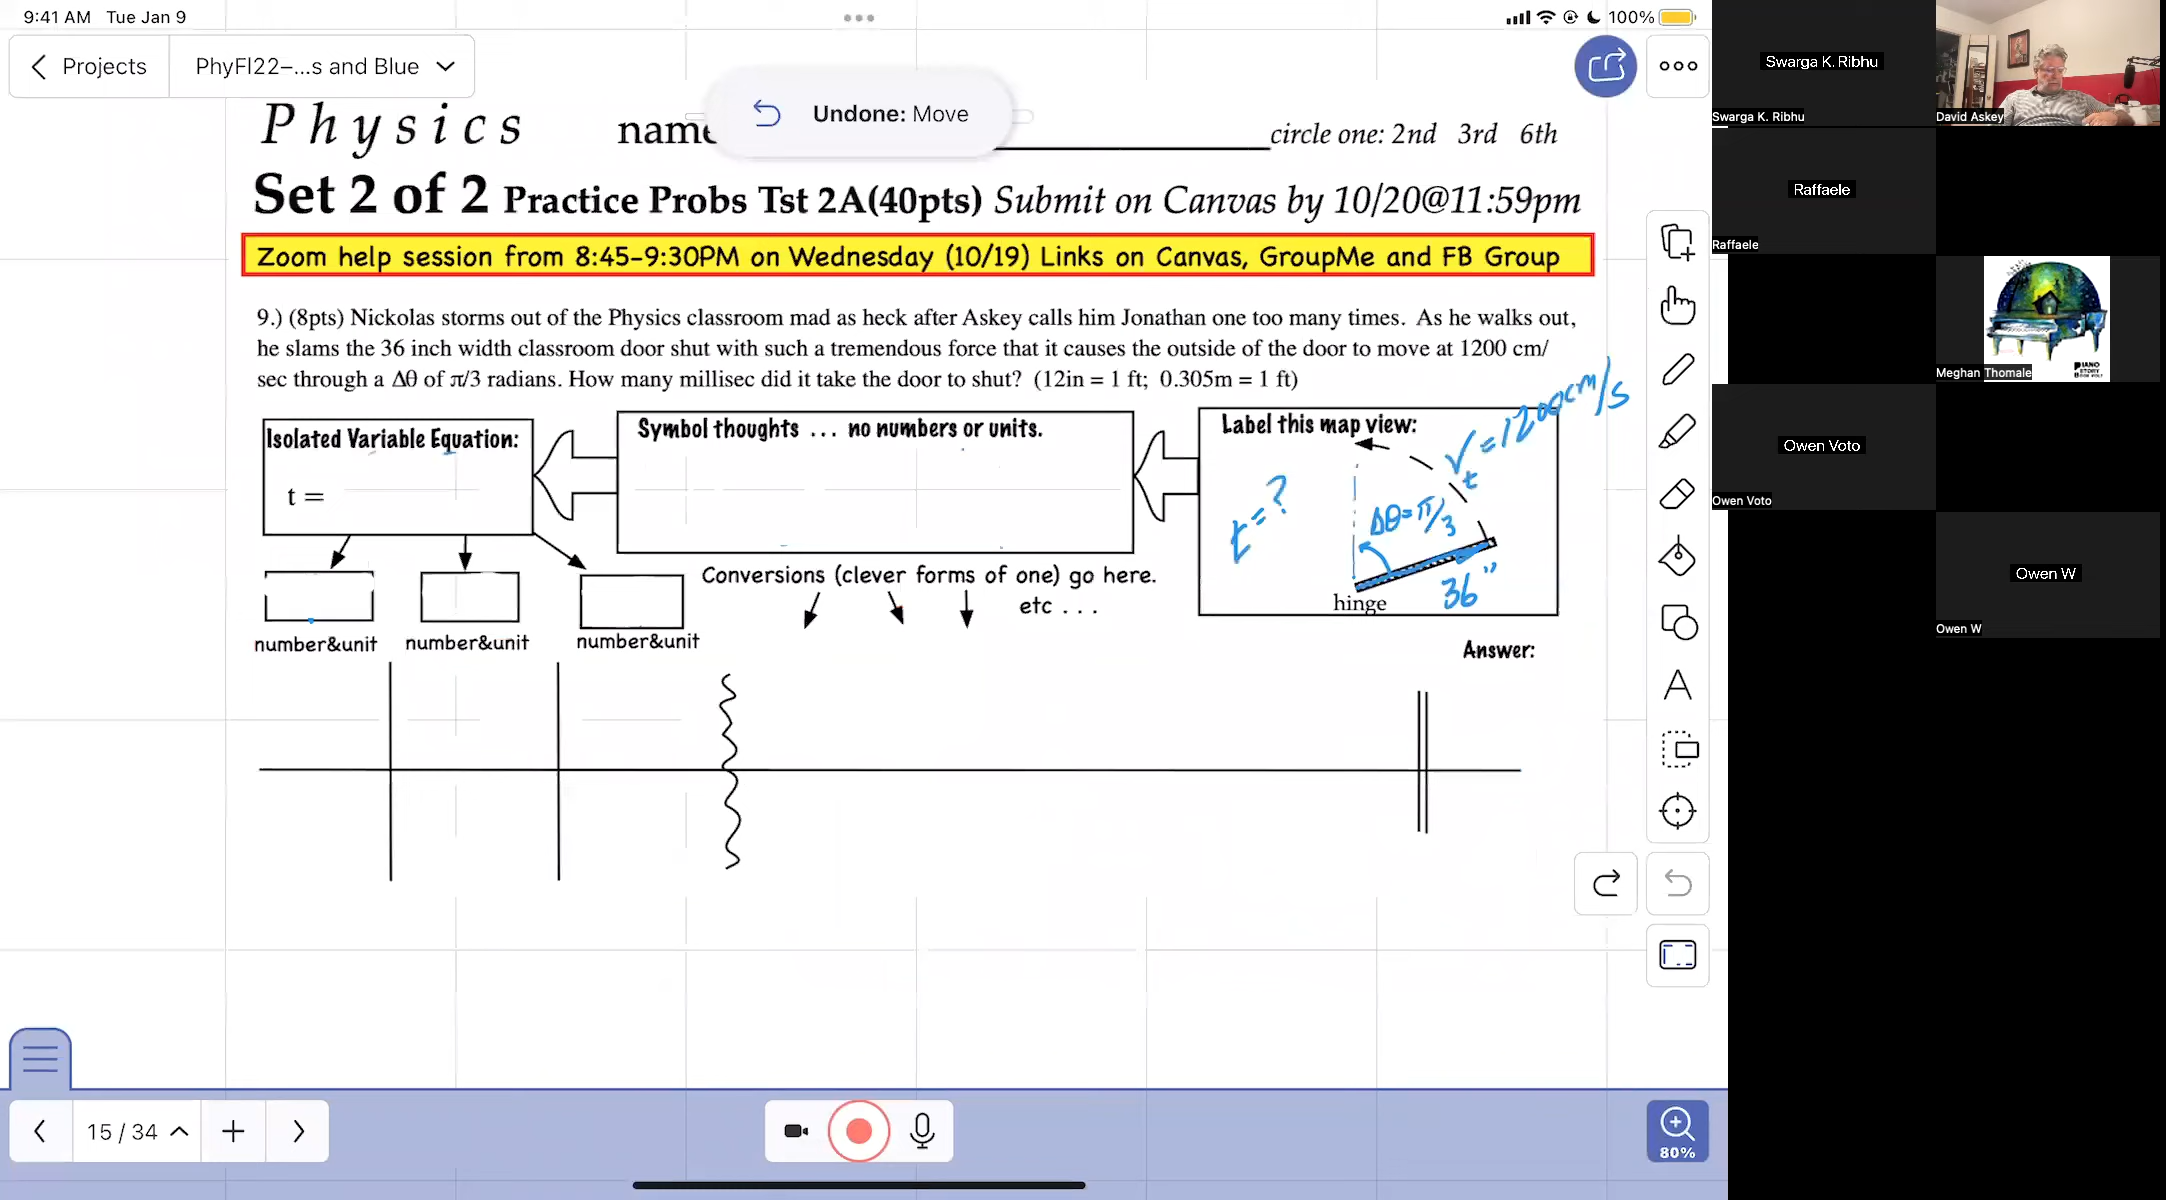 9:41 AM Tue Jan 9
100%
Projects
PhyFl22–...s and Blue
Undone: Move
Physics
name
circle one: 2nd 3rd 6th
Set 2 of 2 Practice Probs Tst 2A(40pts) Submit on Canvas by 10/20@11:59pm
Zoom help session from 8:45-9:30PM on Wednesday (10/19) Links on Canvas, GroupMe and FB Group
9.) (8pts) Nickolas storms out of the Physics classroom mad as heck after Askey calls him Jonathan one too many times. As he walks out,
he slams the 36 inch width classroom door shut with such a tremendous force that it causes the outside of the door to move at 1200 cm/
sec through a Δθ of π/3 radians. How many millisec did it take the door to shut? (12in = 1 ft; 0.305m = 1 ft)
Isolated Variable Equation:
t =
Symbol thoughts ... no numbers or units.
Label this map view:
Vt = 1200cm/s
t = ?
Δθ = π/3
36"
hinge
Conversions (clever forms of one) go here.
etc . . .
number&unit
number&unit
number&unit
Answer:
A
15 / 34
80%
Swarga K. Ribhu
Swarga K. Ribhu
David Askey
Raffaele
Raffaele
Meghan Thomale
Owen Voto
Owen Voto
Owen W
Owen W